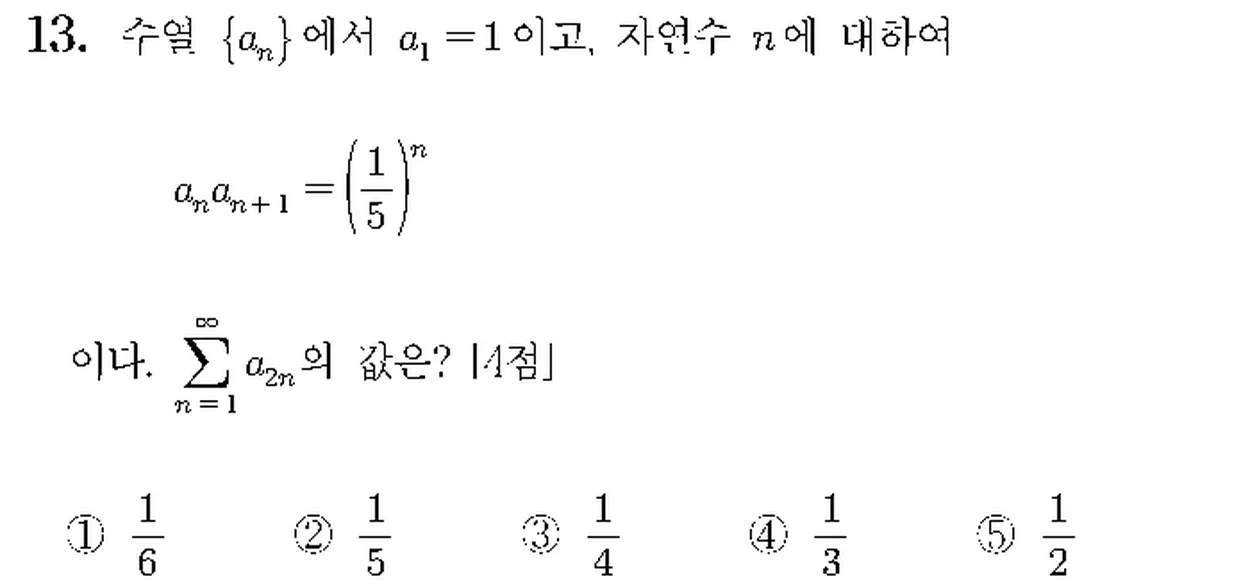 13. 수열 {aₙ}에서 a₁ = 1이고, 자연수 n에 대하여
aₙaₙ₊₁ = (1/5)ⁿ
이다. ∑_{n=1}^{∞} a₂ₙ의 값은? [4점]
① 1/6 ② 1/5 ③ 1/4 ④ 1/3 ⑤ 1/2